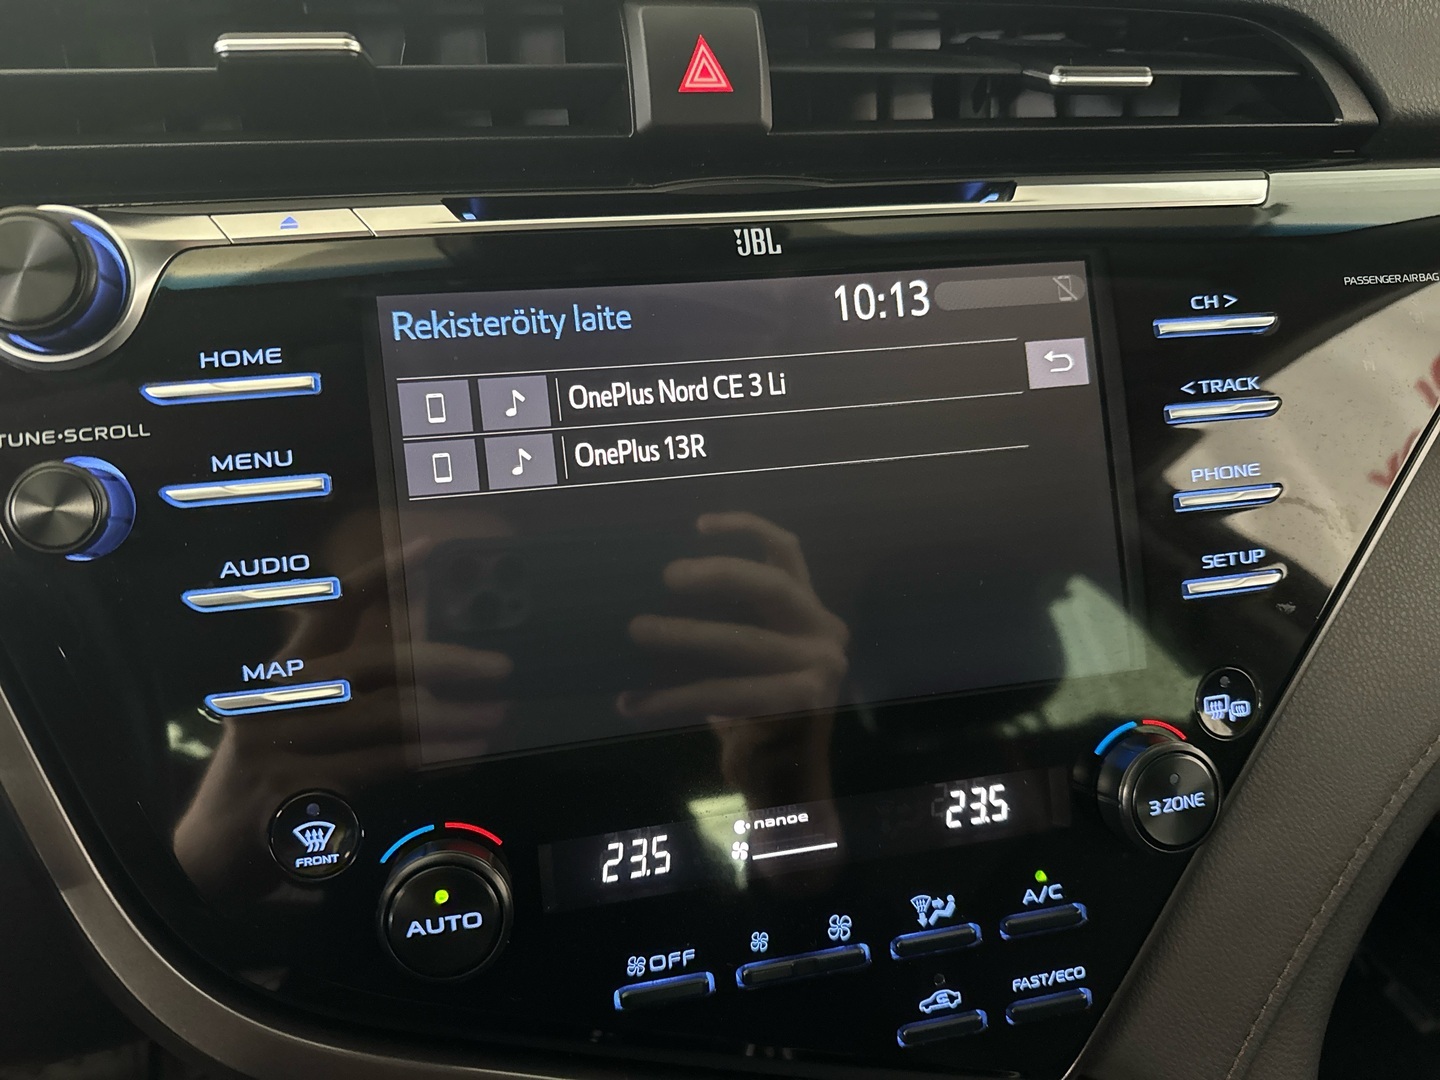 JBL
PASSENGER AIRBAG
Rekisteröity laite
10:13
OnePlus Nord CE 3 Li
OnePlus 13R
HOME
TUNE•SCROLL
MENU
AUDIO
MAP
CH >
< TRACK
PHONE
SETUP
FRONT
AUTO
23.5
nanoe
23.5
3 ZONE
OFF
A/C
FAST/ECO